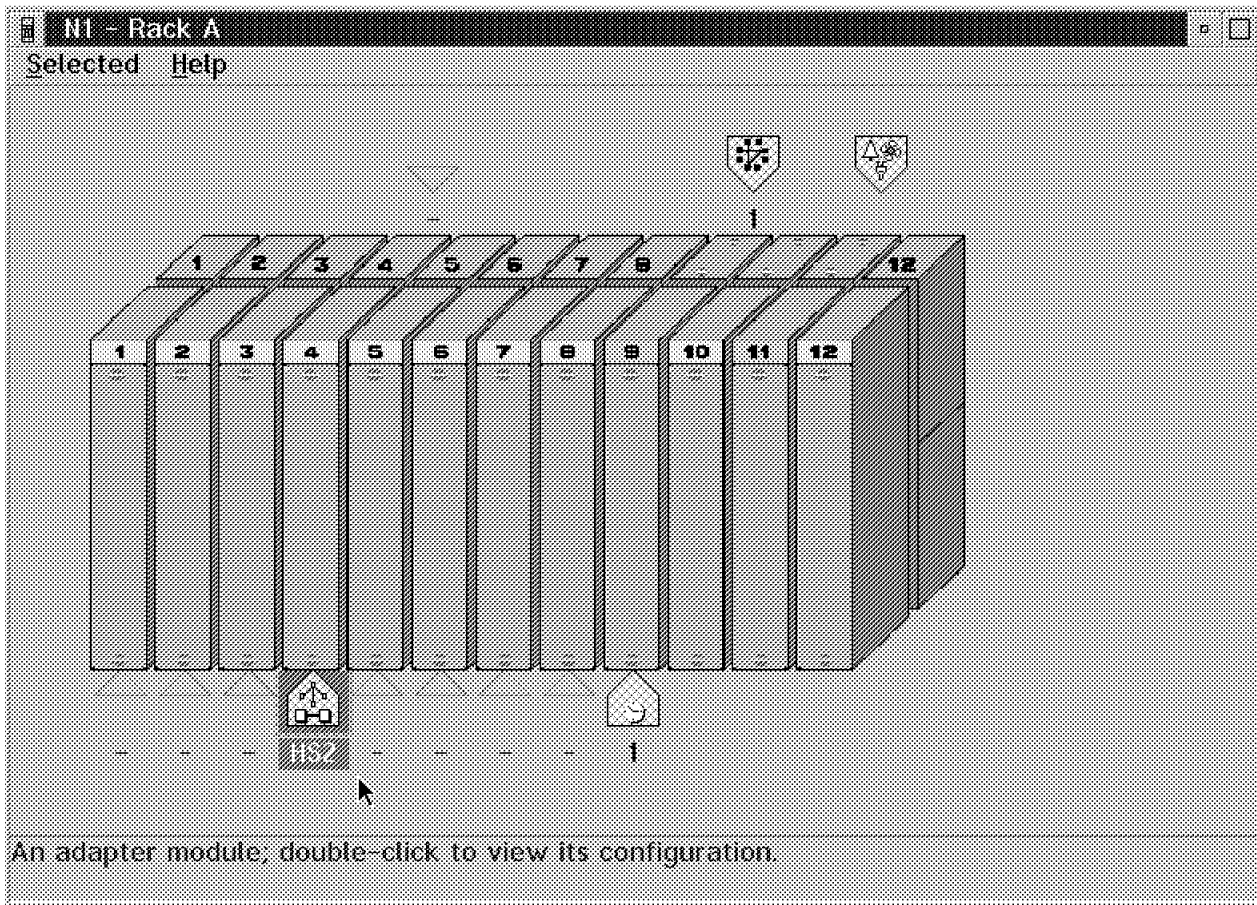 N1 - Rack A
Selected Help
- 1
1 2 3 4 5 6 7 8 12
1 2 3 4 5 6 7 8 9 10 11 12
- - - HS2 - - - - 1
An adapter module; double-click to view its configuration.